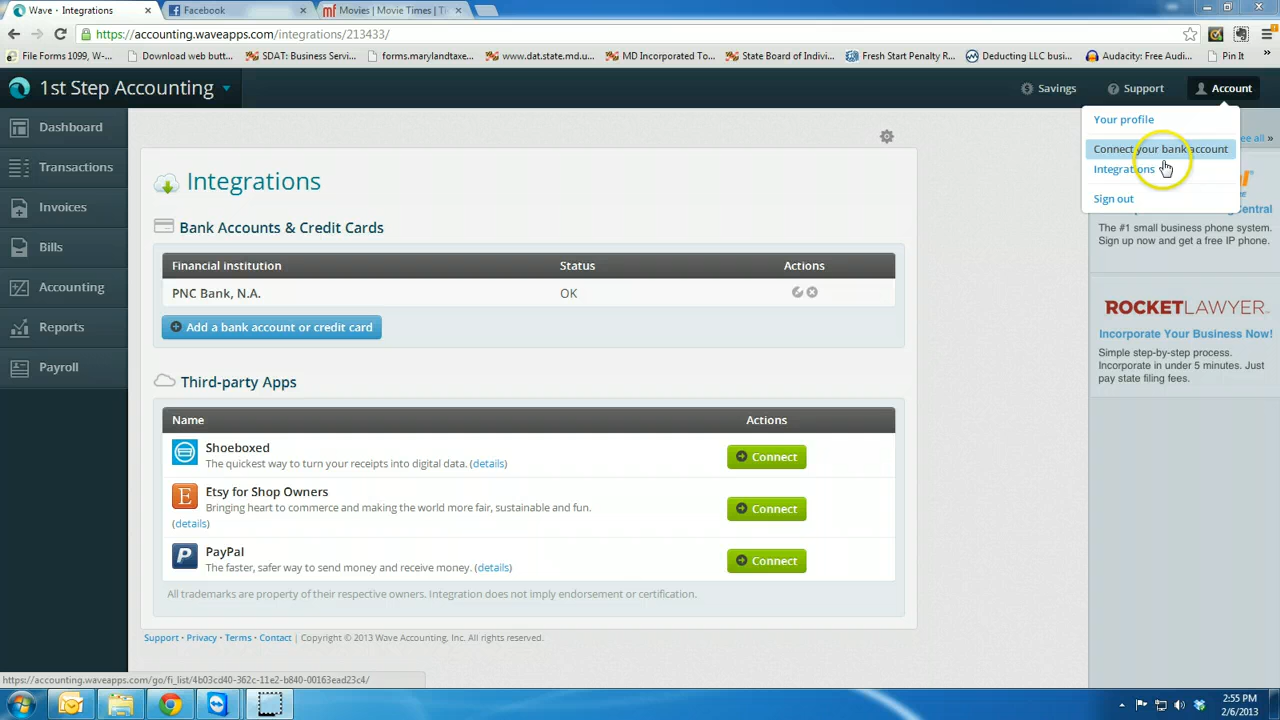 Wave · Integrations
Facebook
Movies | Movie Times | Ti
https://accounting.waveapps.com/integrations/213433/
File Forms 1099, W-...
Download web butt...
SDAT: Business Servi...
forms.marylandtaxe...
www.dat.state.md.u...
MD Incorporated To...
State Board of Indivi...
Fresh Start Penalty R...
Deducting LLC busi...
Audacity: Free Audi...
Pin It
1st Step Accounting
Savings
Support
Account
Dashboard
Transactions
Invoices
Bills
Accounting
Reports
Payroll
Your profile
Connect your bank account
Integrations
Sign out
ee all »
Integrations
Bank Accounts & Credit Cards
Financial institution Status Actions
PNC Bank, N.A. OK
Add a bank account or credit card
Third-party Apps
Name Actions
Shoeboxed
The quickest way to turn your receipts into digital data. (details)
Connect
Etsy for Shop Owners
Bringing heart to commerce and making the world more fair, sustainable and fun.
(details)
Connect
PayPal
The faster, safer way to send money and receive money. (details)
Connect
All trademarks are property of their respective owners. Integration does not imply endorsement or certification.
Support · Privacy · Terms · Contact | Copyright © 2013 Wave Accounting, Inc. All rights reserved.
Central
The #1 small business phone system.
Sign up now and get a free IP phone.
ROCKETLAWYER
Incorporate Your Business Now!
Simple step-by-step process.
Incorporate in under 5 minutes. Just
pay state filing fees.
https://accounting.waveapps.com/go/fi_list/4b03cd40-362c-11e2-b840-00163ead23c4/
2:55 PM
2/6/2013